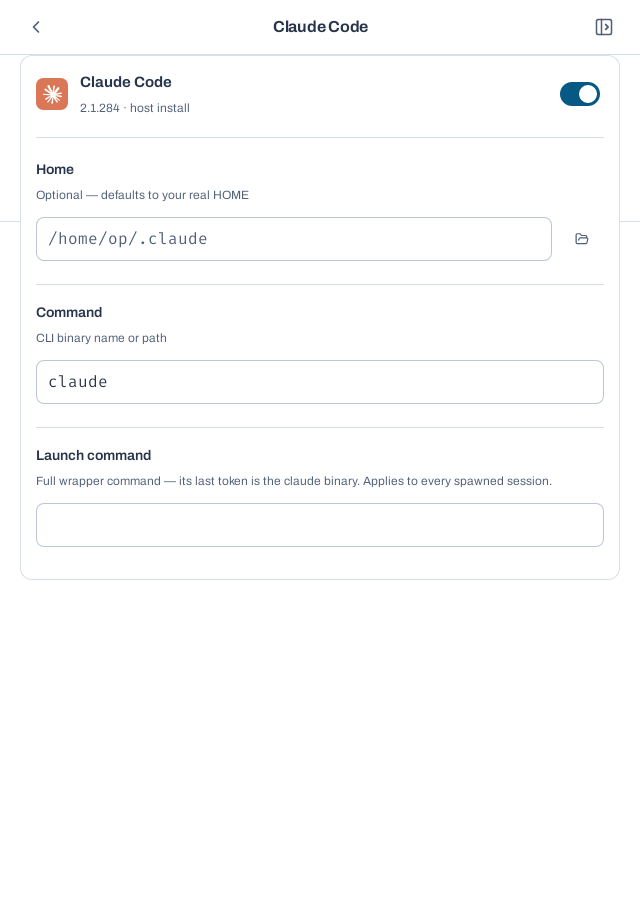 Claude Code
Claude Code
2.1.284 · host install
Home
Optional — defaults to your real HOME
/home/op/.claude
Command
CLI binary name or path
claude
Launch command
Full wrapper command — its last token is the claude binary. Applies to every spawned session.